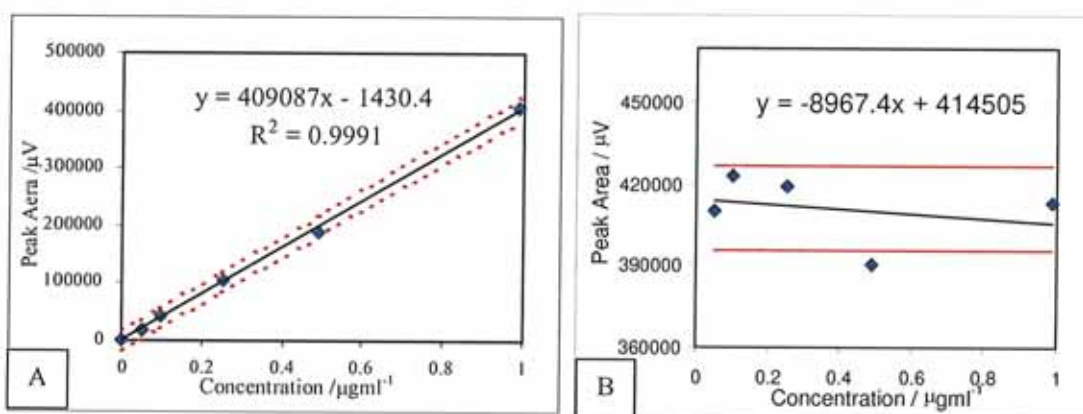 500000
400000
300000
200000
100000
0
Peak Aera /µV
y = 409087x - 1430.4
R² = 0.9991
0 0.2 0.4 0.6 0.8 1
Concentration /µgml⁻¹
A
450000
420000
390000
360000
Peak Area / µV
y = -8967.4x + 414505
0 0.2 0.4 0.6 0.8 1
Concentration / µgml⁻¹
B